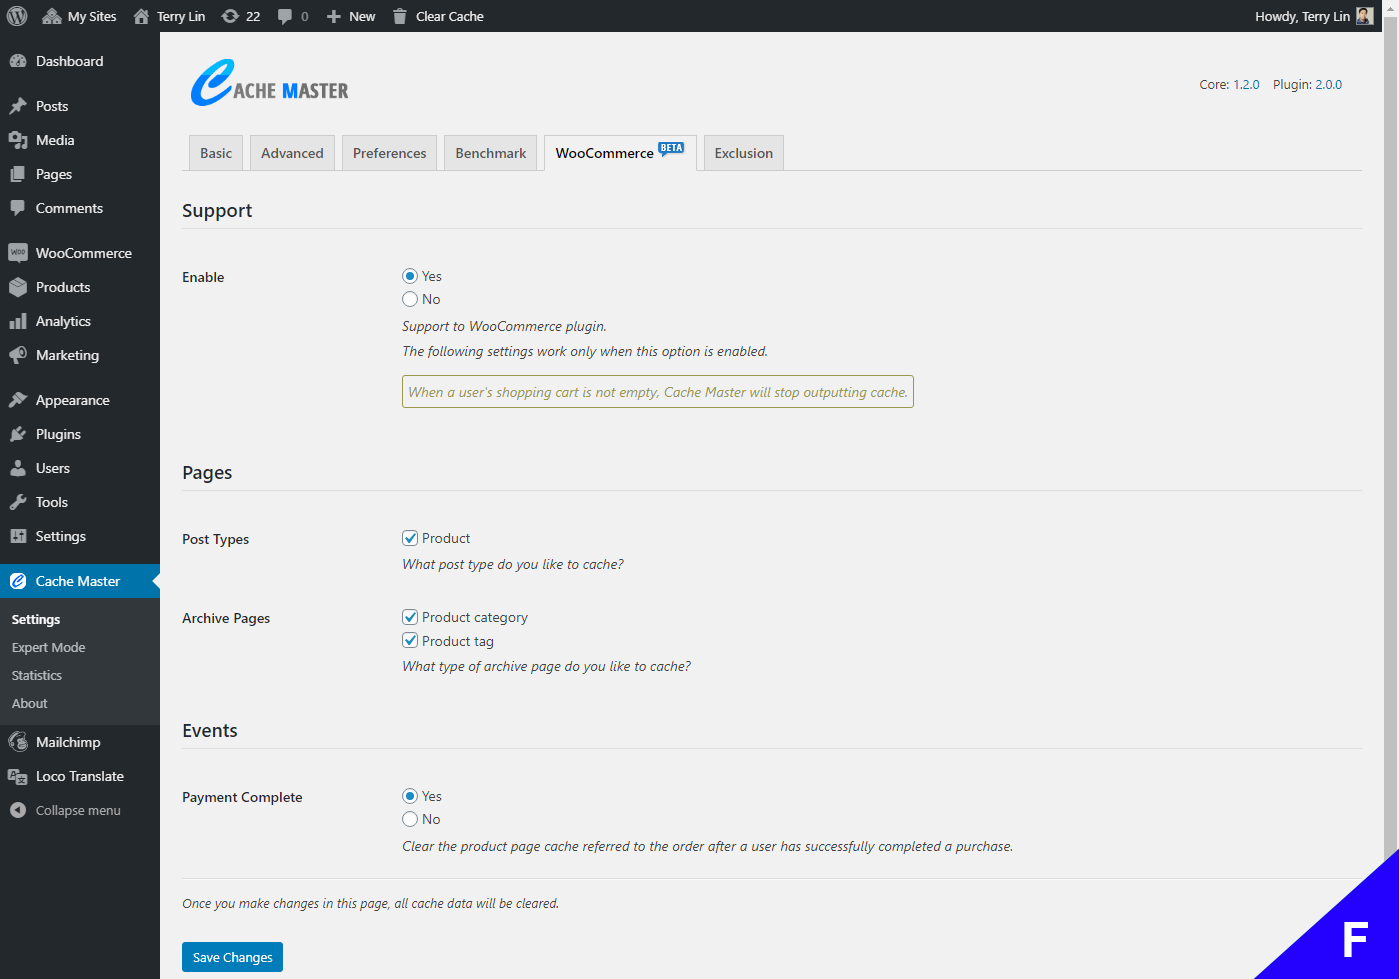 My Sites Terry Lin 22 0 New Clear Cache Howdy, Terry Lin
Dashboard
Posts
Media
Pages
Comments
WooCommerce
Products
Analytics
Marketing
Appearance
Plugins
Users
Tools
Settings
Cache Master
Settings
Expert Mode
Statistics
About
Mailchimp
Loco Translate
Collapse menu
CACHE MASTER
Core: 1.2.0 Plugin: 2.0.0
Basic Advanced Preferences Benchmark WooCommerce BETA Exclusion
Support
Enable
Yes
No
Support to WooCommerce plugin.
The following settings work only when this option is enabled.
When a user's shopping cart is not empty, Cache Master will stop outputting cache.
Pages
Post Types
Product
What post type do you like to cache?
Archive Pages
Product category
Product tag
What type of archive page do you like to cache?
Events
Payment Complete
Yes
No
Clear the product page cache referred to the order after a user has successfully completed a purchase.
Once you make changes in this page, all cache data will be cleared.
Save Changes
F